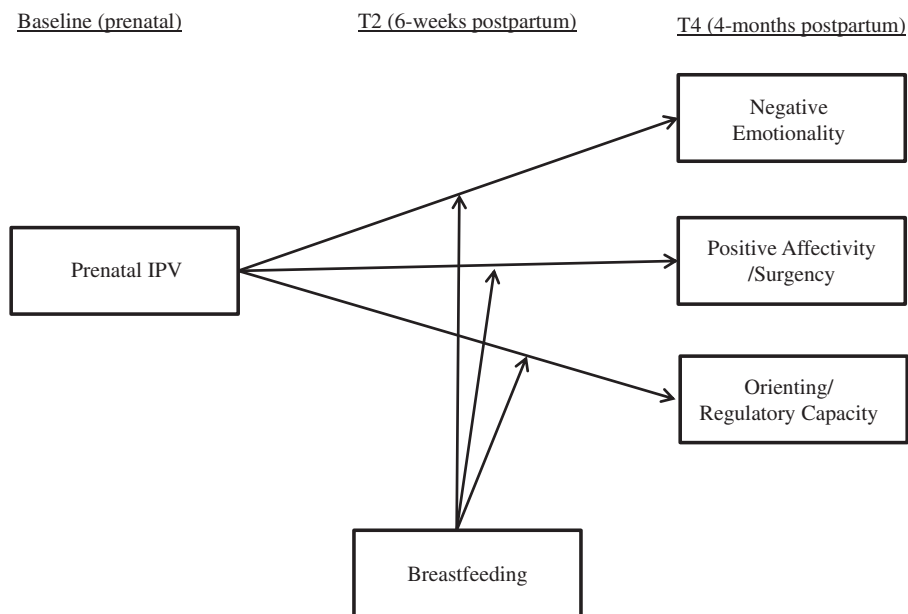 Baseline (prenatal)
T2 (6-weeks postpartum)
T4 (4-months postpartum)
Negative
Emotionality
Prenatal IPV
Positive Affectivity
/Surgency
Orienting/
Regulatory Capacity
Breastfeeding